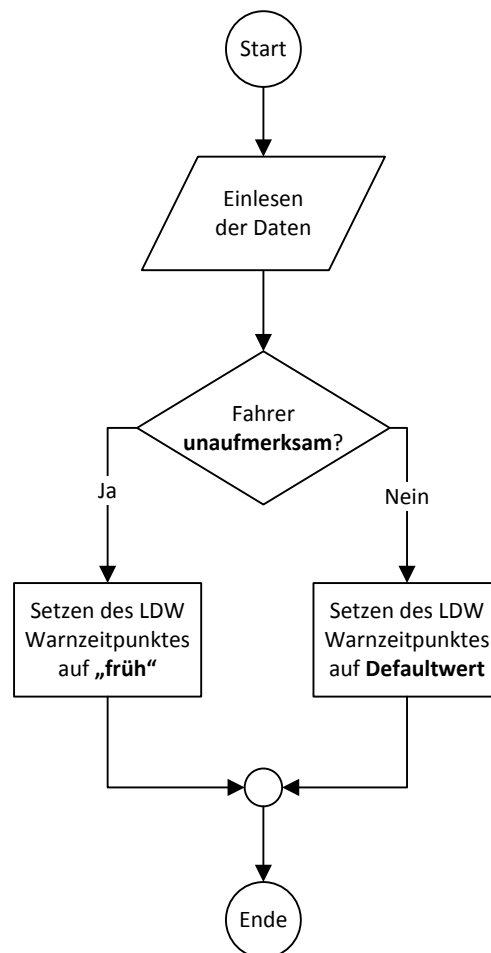 Start
Einlesen
der Daten
Fahrer
unaufmerksam?
Ja
Nein
Setzen des LDW
Warnzeitpunktes
auf „früh“
Setzen des LDW
Warnzeitpunktes
auf Defaultwert
Ende